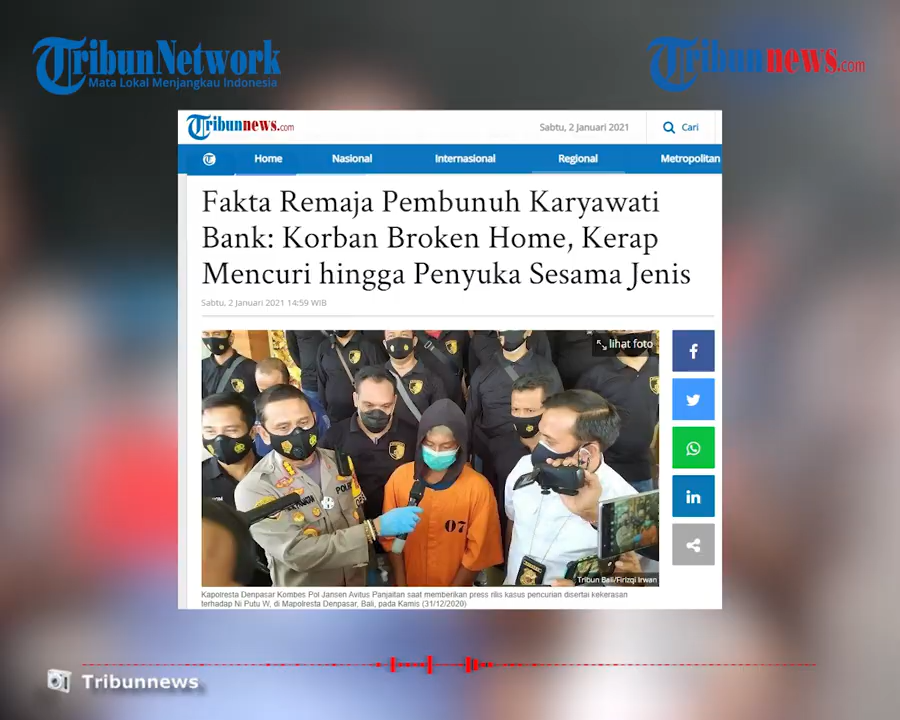 TribunNetwork
Mata Lokal Menjangkau Indonesia
Tribunnews.com
Tribunnews.com
Sabtu, 2 Januari 2021
Cari
Home Nasional Internasional Regional Metropolitan
Fakta Remaja Pembunuh Karyawati
Bank: Korban Broken Home, Kerap
Mencuri hingga Penyuka Sesama Jenis
Sabtu, 2 Januari 2021 14:59 WIB
lihat foto
07
Tribun Bali/Firizqi Irwan
Kapolresta Denpasar Kombes Pol Jansen Avitus Panjaitan saat memberikan press rilis kasus pencurian disertai kekerasan
terhadap Ni Putu W, di Mapolresta Denpasar, Bali, pada Kamis (31/12/2020)
Tribunnews